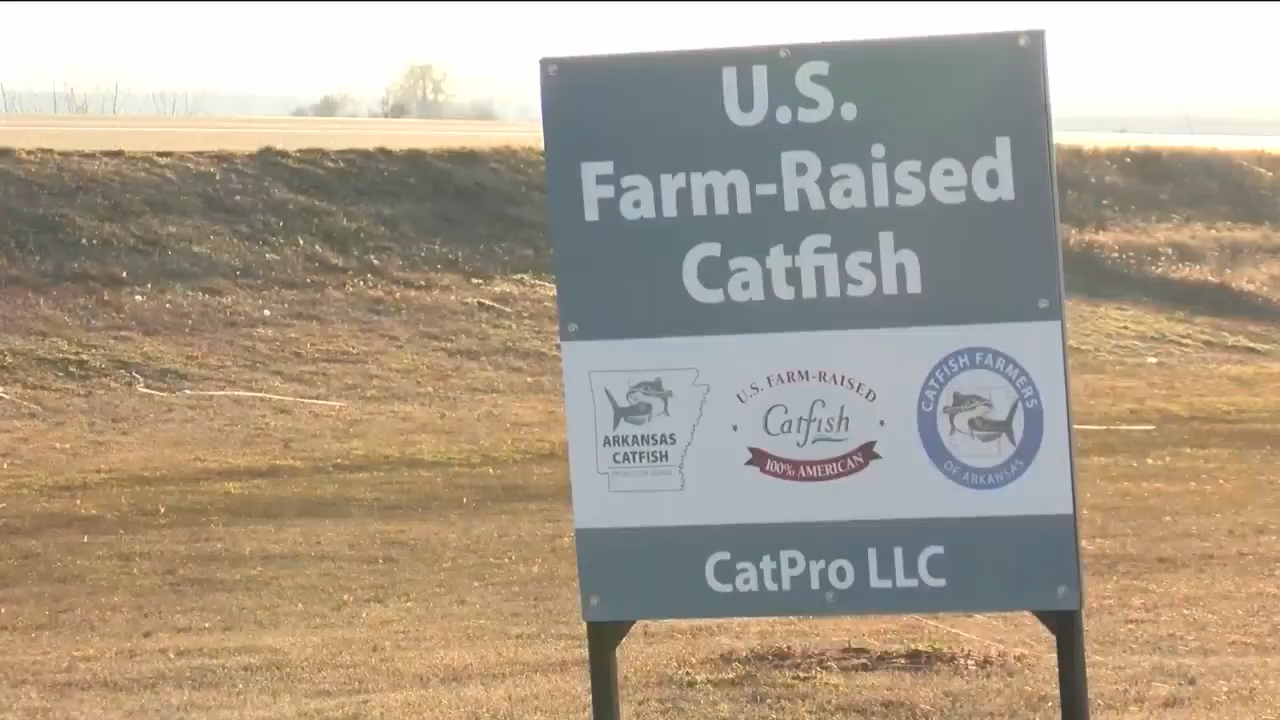 U.S.
Farm-Raised
Catfish
ARKANSAS
CATFISH
U.S. FARM-RAISED
Catfish
100% AMERICAN
CATFISH FARMERS
OF ARKANSAS
CatPro LLC